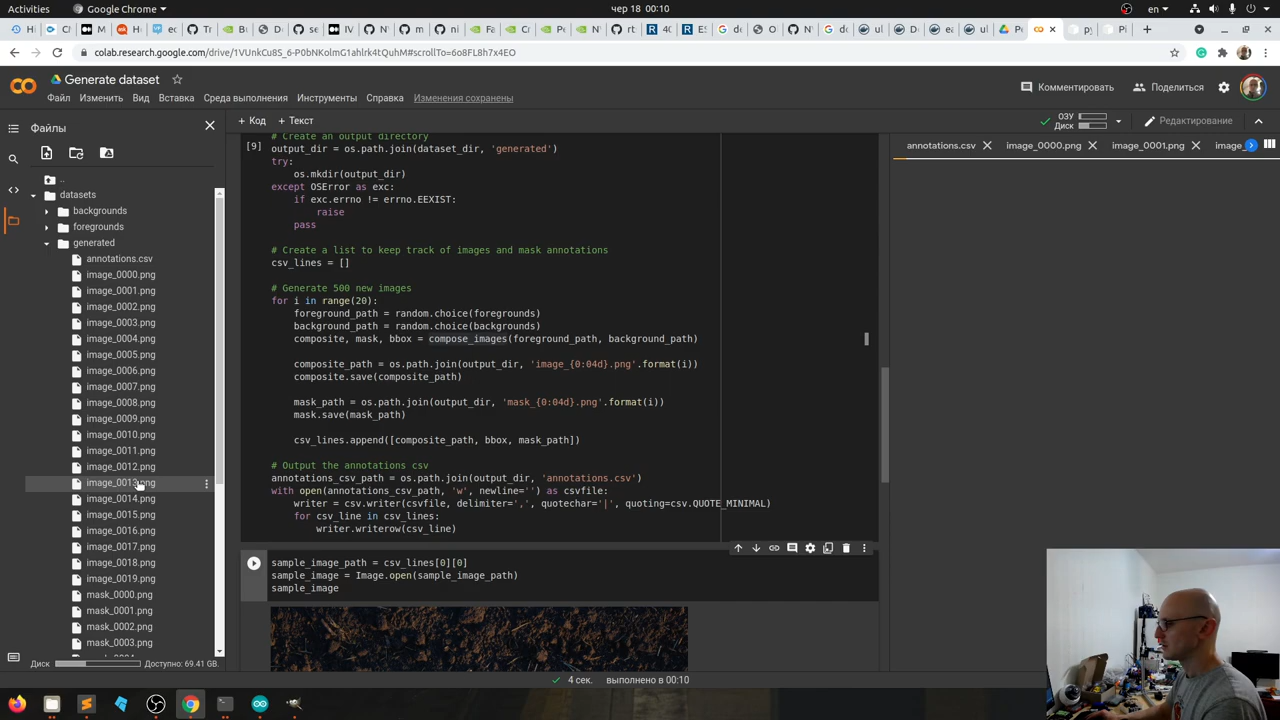 Activities
Google Chrome
чер 18 00:10
en
colab.research.google.com/drive/1VUnkCu8S_6-P0bNKolmG1ahlrk4tQuhM#scrollTo=6o8FL8h7x4EO
Generate dataset
Файл Изменить Вид Вставка Среда выполнения Инструменты Справка Изменения сохранены
Комментировать
Поделиться
Файлы
+ Код + Текст
ОЗУ
Диск
Редактирование
..
datasets
backgrounds
foregrounds
generated
annotations.csv
image_0000.png
image_0001.png
image_0002.png
image_0003.png
image_0004.png
image_0005.png
image_0006.png
image_0007.png
image_0008.png
image_0009.png
image_0010.png
image_0011.png
image_0012.png
image_0013.png
image_0014.png
image_0015.png
image_0016.png
image_0017.png
image_0018.png
image_0019.png
mask_0000.png
mask_0001.png
mask_0002.png
mask_0003.png
Диск Доступно: 69.41 GB.
# Create an output directory
[9]
output_dir = os.path.join(dataset_dir, 'generated')
try:
os.mkdir(output_dir)
except OSError as exc:
if exc.errno != errno.EEXIST:
raise
pass
# Create a list to keep track of images and mask annotations
csv_lines = []
# Generate 500 new images
for i in range(20):
foreground_path = random.choice(foregrounds)
background_path = random.choice(backgrounds)
composite, mask, bbox = compose_images(foreground_path, background_path)
composite_path = os.path.join(output_dir, 'image_{0:04d}.png'.format(i))
composite.save(composite_path)
mask_path = os.path.join(output_dir, 'mask_{0:04d}.png'.format(i))
mask.save(mask_path)
csv_lines.append([composite_path, bbox, mask_path])
# Output the annotations csv
annotations_csv_path = os.path.join(output_dir, 'annotations.csv')
with open(annotations_csv_path, 'w', newline='') as csvfile:
writer = csv.writer(csvfile, delimiter=',', quotechar='|', quoting=csv.QUOTE_MINIMAL)
for csv_line in csv_lines:
writer.writerow(csv_line)
sample_image_path = csv_lines[0][0]
sample_image = Image.open(sample_image_path)
sample_image
annotations.csv
image_0000.png
image_0001.png
image_
4 сек. выполнено в 00:10